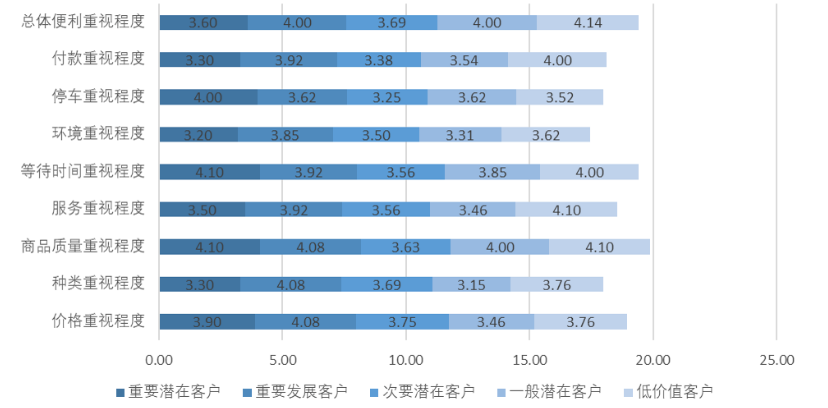 总体便利重视程度 3.60 4.00 3.69 4.00 4.14
付款重视程度 3.30 3.92 3.38 3.54 4.00
停车重视程度 4.00 3.62 3.25 3.62 3.52
环境重视程度 3.20 3.85 3.50 3.31 3.62
等待时间重视程度 4.10 3.92 3.56 3.85 4.00
服务重视程度 3.50 3.92 3.56 3.46 4.10
商品质量重视程度 4.10 4.08 3.63 4.00 4.10
种类重视程度 3.30 4.08 3.69 3.15 3.76
价格重视程度 3.90 4.08 3.75 3.46 3.76
0.00 5.00 10.00 15.00 20.00 25.00
重要潜在客户 重要发展客户 次要潜在客户 一般潜在客户 低价值客户